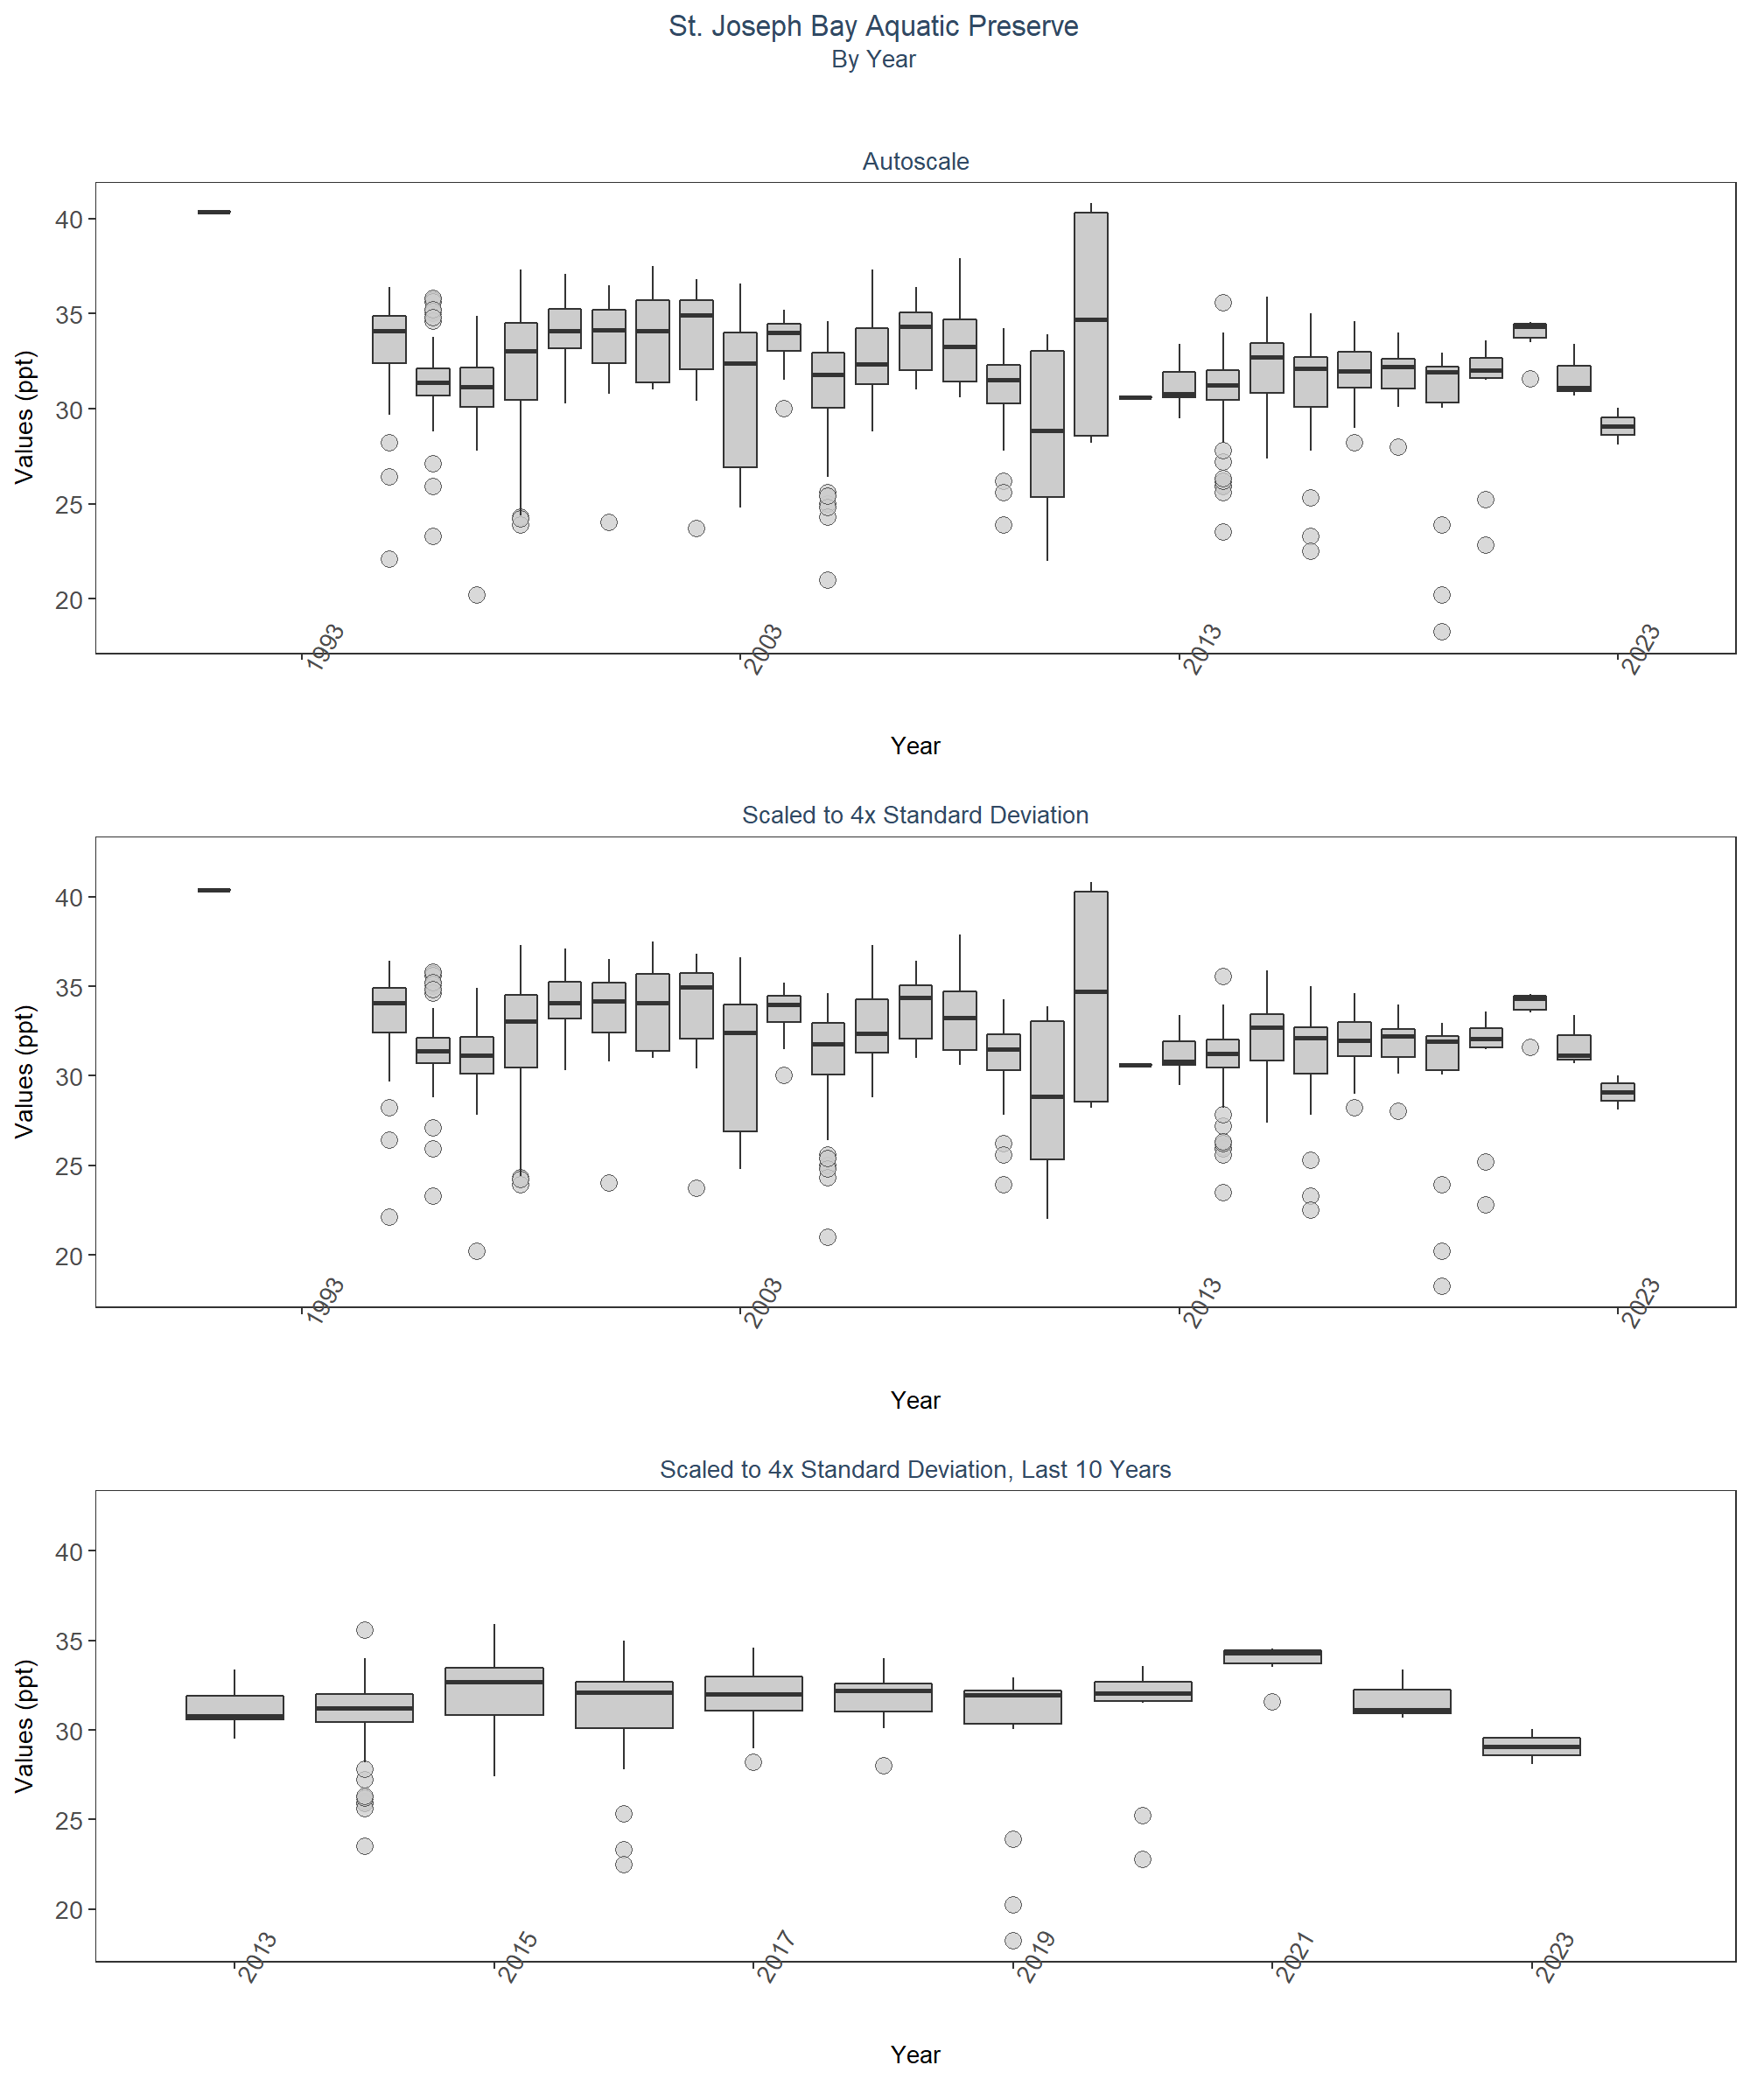 St. Joseph Bay Aquatic Preserve
By Year
Autoscale
Values (ppt)
40
35
30
25
20
1993
2003
2013
2023
Year
Scaled to 4x Standard Deviation
Values (ppt)
40
35
30
25
20
1993
2003
2013
2023
Year
Scaled to 4x Standard Deviation, Last 10 Years
Values (ppt)
40
35
30
25
20
2013
2015
2017
2019
2021
2023
Year